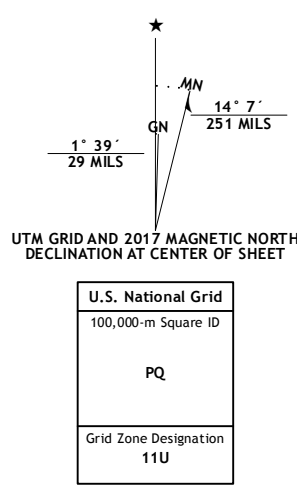 MN
GN
14° 7´
251 MILS
1° 39´
29 MILS
UTM GRID AND 2017 MAGNETIC NORTH
DECLINATION AT CENTER OF SHEET
U.S. National Grid
100,000-m Square ID
PQ
Grid Zone Designation
11U